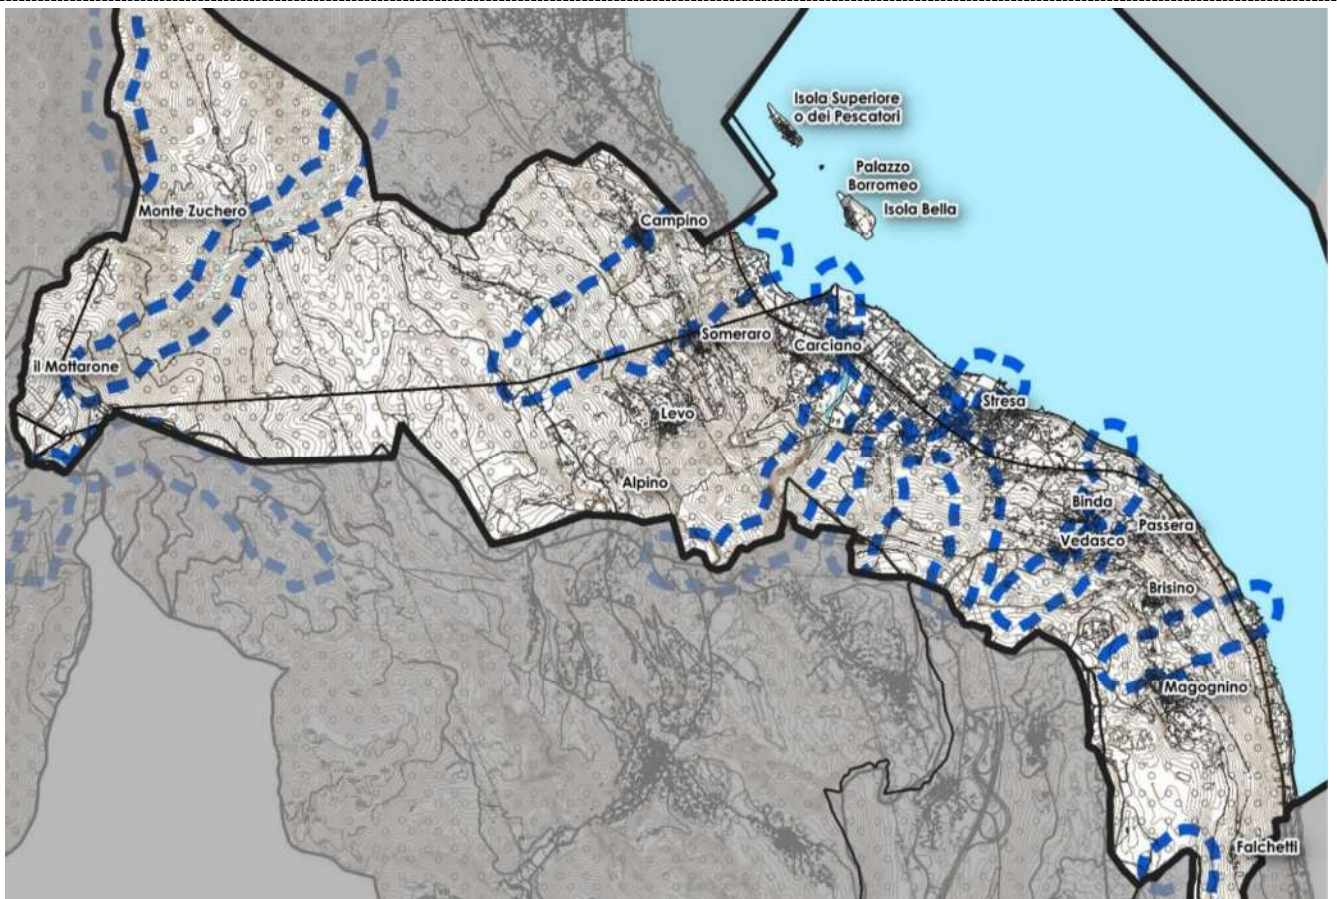 Isola Superiore
o dei Pescatori
Palazzo
Borromeo
Isola Bella
Monte Zuchero
Campino
Someraro
Carciano
il Mottarone
Stresa
Levo
Alpino
Binda
Passera
Vedasco
Brisino
Magognino
Falchetti